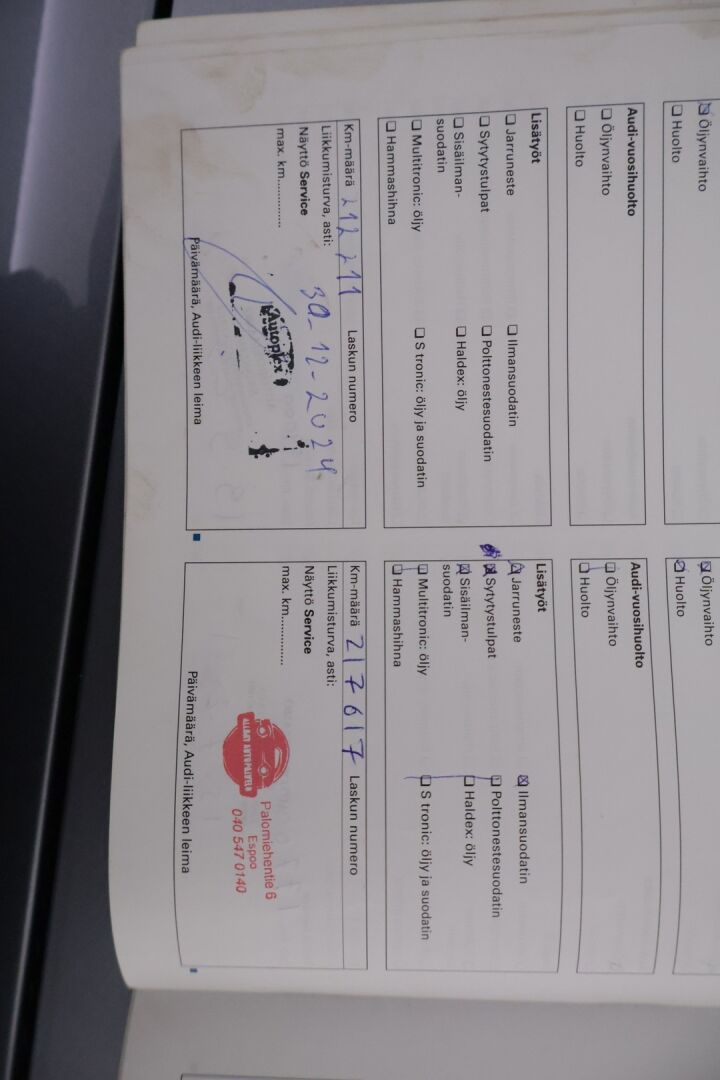 ☒ Öljynvaihto
☐ Huolto
Audi-vuosihuolto
☐ Öljynvaihto
☐ Huolto
Lisätyöt
☐ Jarruneste
☐ Ilmansuodatin
☐ Sytytystulpat
☐ Polttonestesuodatin
☐ Sisäilman-
suodatin
☐ Haldex: öljy
☐ Multitronic: öljy
☐ S tronic: öljy ja suodatin
☐ Hammashihna
Km-määrä 212 211
Laskun numero
Liikkumisturva, asti:
30-12-2024
Näyttö Service
max. km..............
Autoplex
Päivämäärä, Audi-liikkeen leima
☒ Öljynvaihto
☒ Huolto
Audi-vuosihuolto
☐ Öljynvaihto
☐ Huolto
Lisätyöt
☒ Jarruneste
☒ Ilmansuodatin
☒ Sytytystulpat
☐ Polttonestesuodatin
☒ Sisäilman-
suodatin
☐ Haldex: öljy
☐ Multitronic: öljy
☐ S tronic: öljy ja suodatin
☐ Hammashihna
Km-määrä 217617
Laskun numero
Liikkumisturva, asti:
Näyttö Service
max. km..............
Palomiehentie 6
Espoo
040 547 0140
Päivämäärä, Audi-liikkeen leima